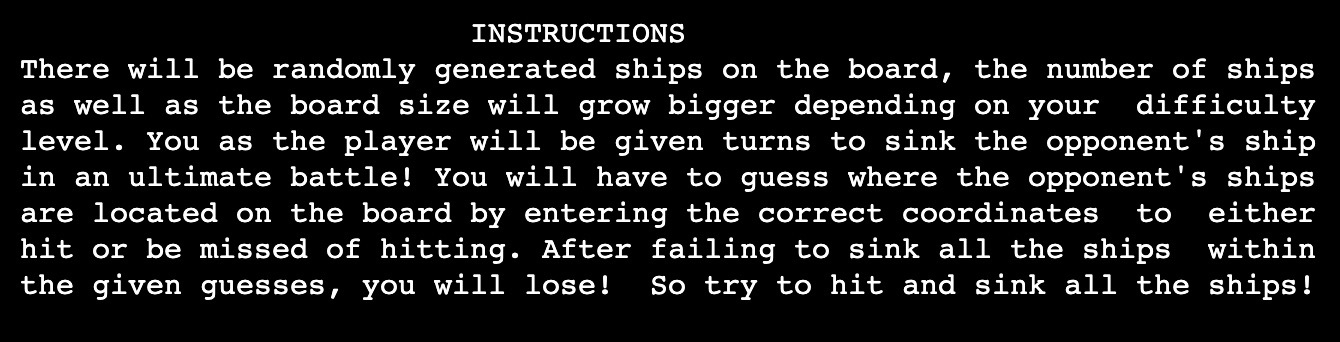 INSTRUCTIONS
There will be randomly generated ships on the board, the number of ships
as well as the board size will grow bigger depending on your  difficulty
level. You as the player will be given turns to sink the opponent's ship
in an ultimate battle! You will have to guess where the opponent's ships
are located on the board by entering the correct coordinates  to  either
hit or be missed of hitting. After failing to sink all the ships  within
the given guesses, you will lose!  So try to hit and sink all the ships!